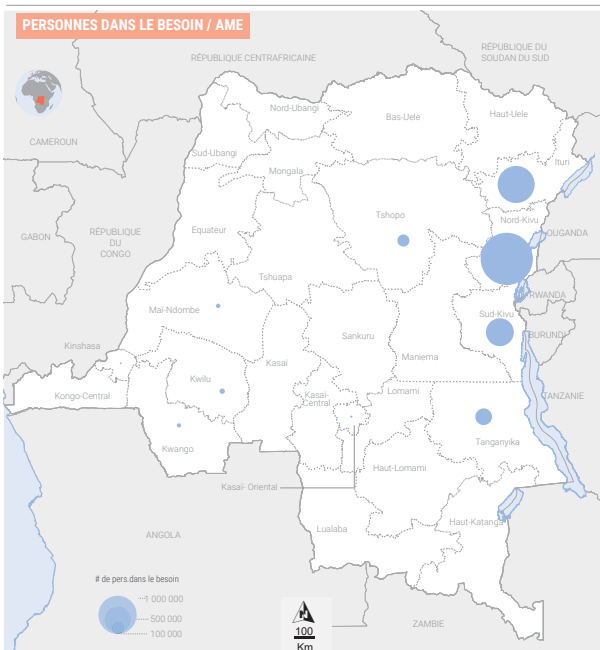 PERSONNES DANS LE BESOIN / AME
RÉPUBLIQUE DU
SOUDAN DU SUD
RÉPUBLIQUE CENTRAFRICAINE
Nord-Ubangi
Bas-Uele
Haut-Uele
CAMEROUN
Sud-Ubangi
Ituri
Mongala
Tshopo
Nord-Kivu
Equateur
OUGANDA
GABON
RÉPUBLIQUE
DU
CONGO
Tshuapa
RWANDA
Mai-Ndombe
Sud-Kivu
Sankuru
BURUNDI
Kinshasa
Kasaï
Maniema
Kwilu
Lomami
TANZANIE
Kongo-Central
Kasaï-
Central
Kwango
Tanganyika
Haut-Lomami
Kasaï- Oriental
Lualaba
Haut-Katanga
ANGOLA
# de pers.dans le besoin
1 000 000
500 000
100 000
ZAMBIE
100
Km